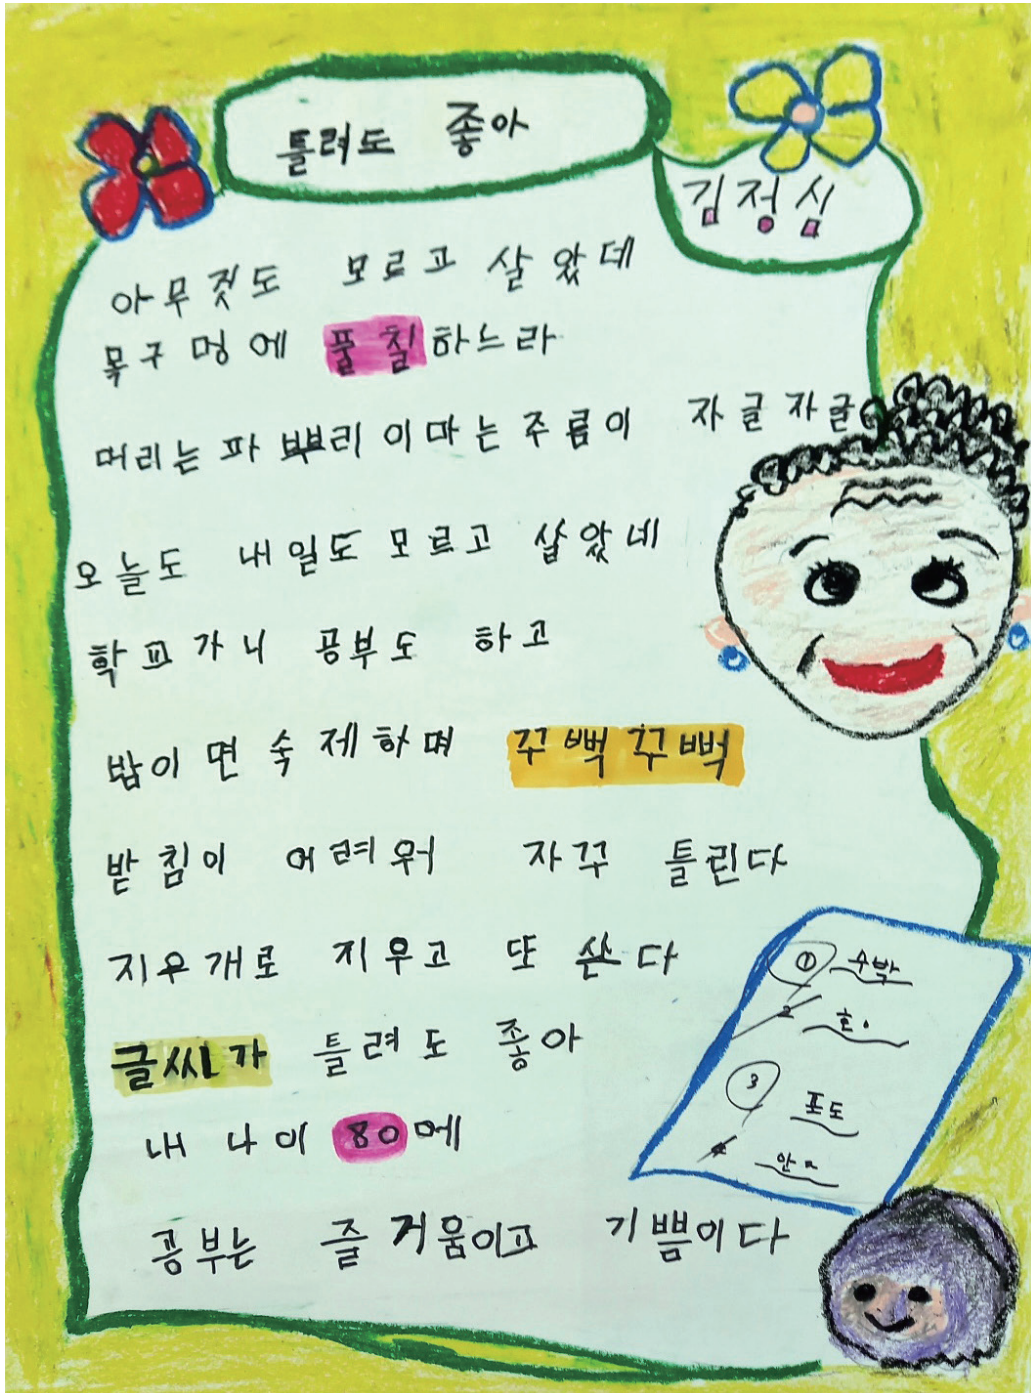 틀려도 좋아
김정심
아무것도 모르고 살았데
목구멍에 풀칠하느라
머리는 파뿌리 이마는 주름이 자글자글
오늘도 내일도 모르고 살았네
학교가니 공부도 하고
밤이면 숙제하며 꾸뻑꾸뻑
받침이 어려워 자꾸 틀린다
지우개로 지우고 또 쓴다
글씨가 틀려도 좋아
내 나이 80에
공부는 즐거움이고 기쁨이다
① 수박
2
3 포도
4